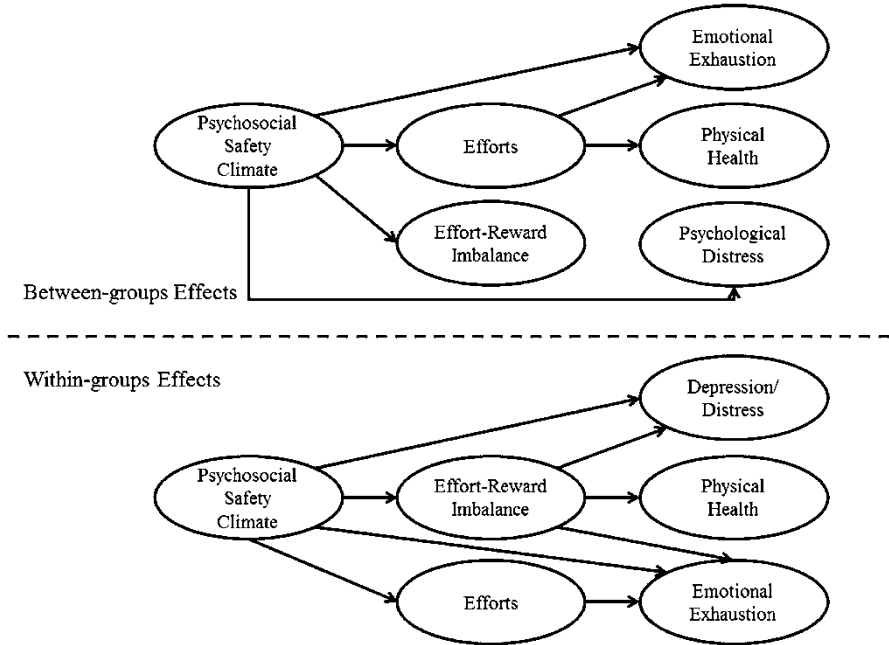 Emotional
Exhaustion
Psychosocial
Safety
Climate
Efforts
Physical
Health
Effort-Reward
Imbalance
Psychological
Distress
Between-groups Effects
Within-groups Effects
Depression/
Distress
Psychosocial
Safety
Climate
Effort-Reward
Imbalance
Physical
Health
Efforts
Emotional
Exhaustion